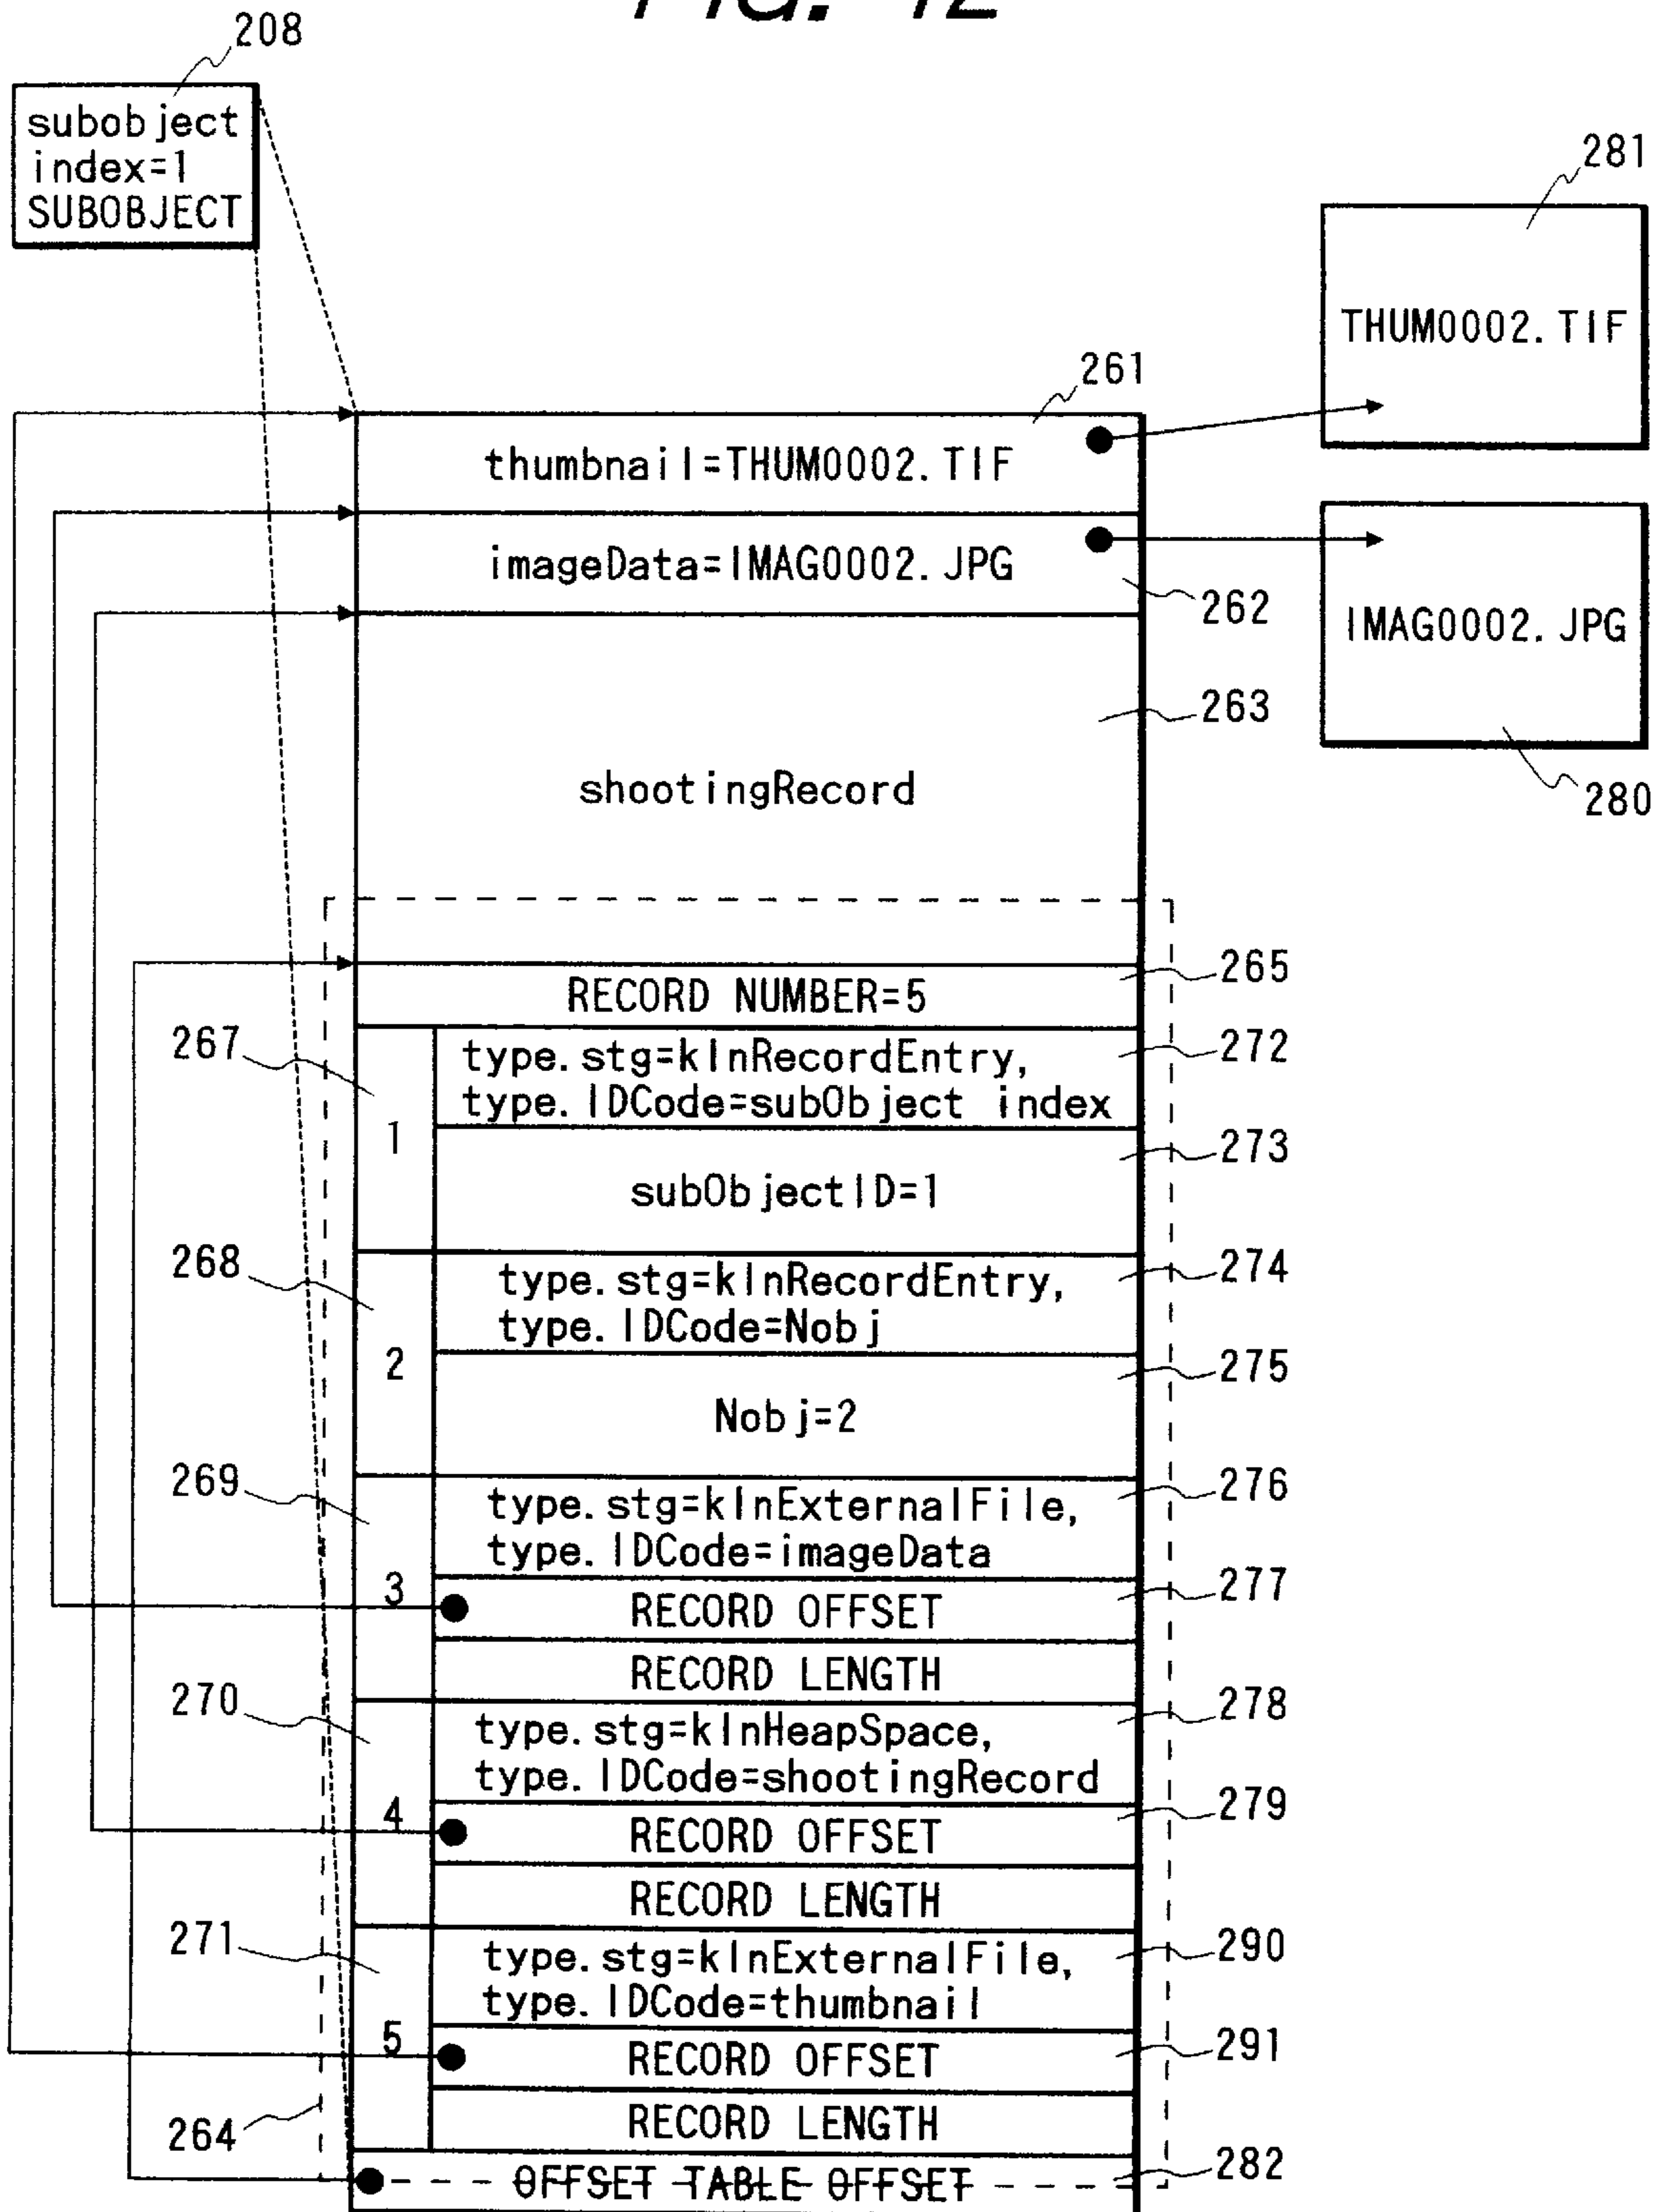 FIG. 12
208
subobject
index=1
SUBOBJECT
281
THUM0002.TIF
261
thumbnail=THUM0002.TIF
imageData=IMAG0002.JPG
262
IMAG0002.JPG
280
263
shootingRecord
265
RECORD NUMBER=5
267
1
type.stg=kInRecordEntry,
type.IDCode=subObject index
272
subObjectID=1
273
268
2
type.stg=kInRecordEntry,
type.IDCode=Nobj
274
Nobj=2
275
269
3
type.stg=kInExternalFile,
type.IDCode=imageData
276
RECORD OFFSET
277
RECORD LENGTH
270
4
type.stg=kInHeapSpace,
type.IDCode=shootingRecord
278
RECORD OFFSET
279
RECORD LENGTH
271
5
type.stg=kInExternalFile,
type.IDCode=thumbnail
290
RECORD OFFSET
291
RECORD LENGTH
264
OFFSET TABLE OFFSET
282